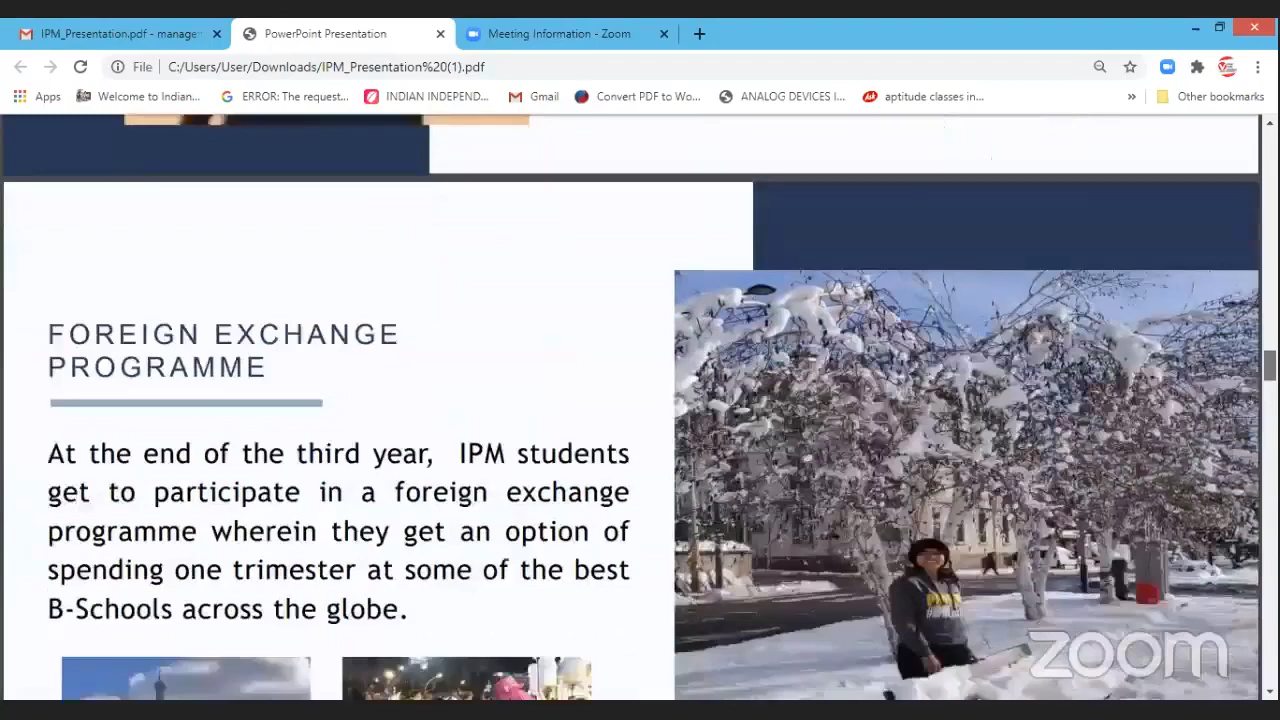 IPM_Presentation.pdf - manage
PowerPoint Presentation
Meeting Information - Zoom
File
C:/Users/User/Downloads/IPM_Presentation%20(1).pdf
Apps
Welcome to Indian...
ERROR: The request...
INDIAN INDEPEND...
Gmail
Convert PDF to Wo...
ANALOG DEVICES I...
aptitude classes in...
»
Other bookmarks
FOREIGN EXCHANGE
PROGRAMME
At the end of the third year, IPM students
get to participate in a foreign exchange
programme wherein they get an option of
spending one trimester at some of the best
B-Schools across the globe.
zoom